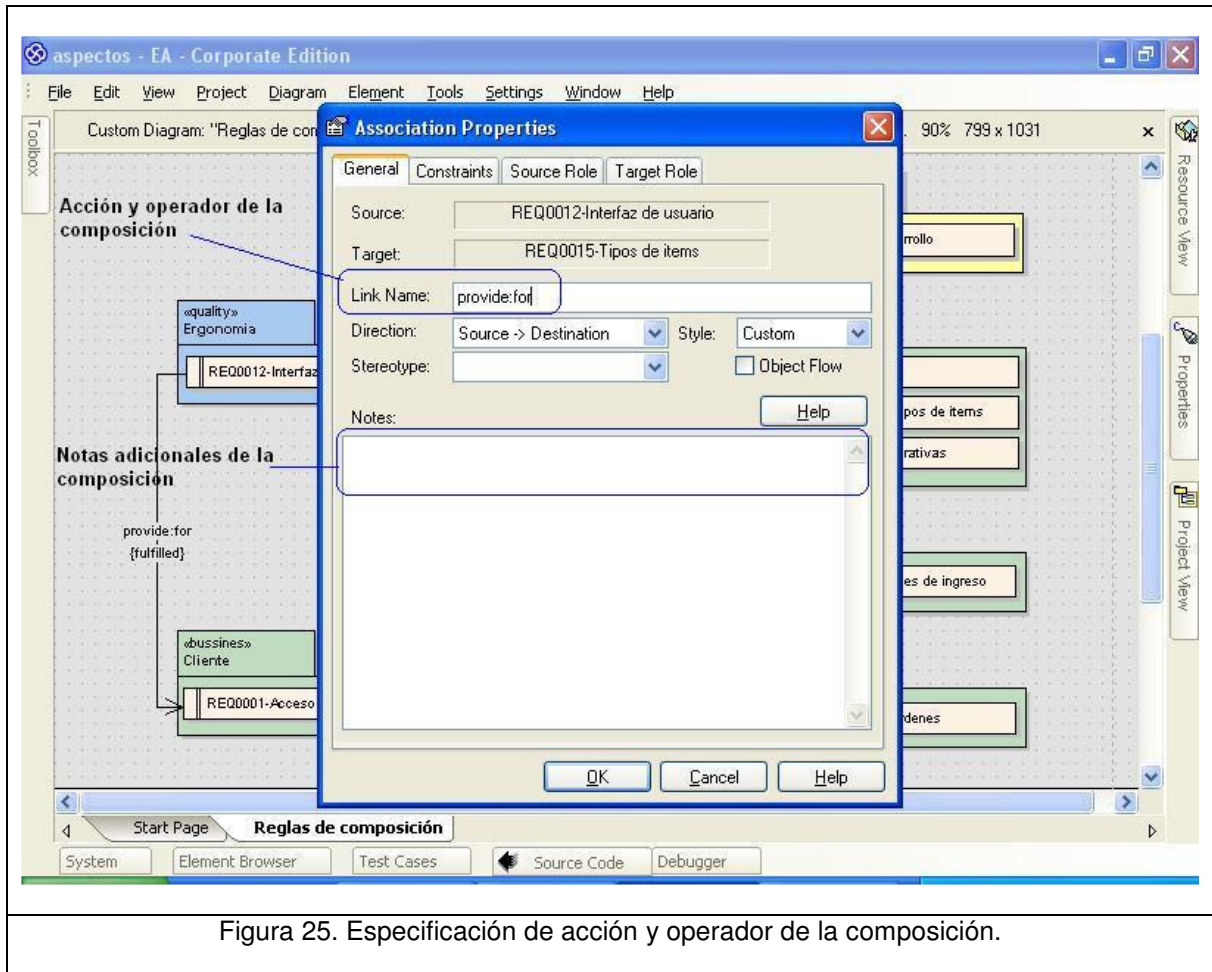 aspectos - EA - Corporate Edition
File Edit View Project Diagram Element Tools Settings Window Help
Toolbox
Custom Diagram: "Reglas de con
90% 799 x 1031
Resource View
Properties
Project View
Acción y operador de la
composición
«quality»
Ergonomia
REQ0012-Interfaz
Notas adicionales de la
composición
provide:for
{fulfilled}
«bussines»
Cliente
REQ0001-Acceso
Association Properties
General Constraints Source Role Target Role
Source: REQ0012-Interfaz de usuario
Target: REQ0015-Tipos de items
Link Name: provide:for
Direction: Source -> Destination Style: Custom
Stereotype: Object Flow
Notes: Help
OK Cancel Help
rrollo
pos de items
rativas
es de ingreso
rdenes
Start Page Reglas de composición
System Element Browser Test Cases Source Code Debugger
Figura 25. Especificación de acción y operador de la composición.